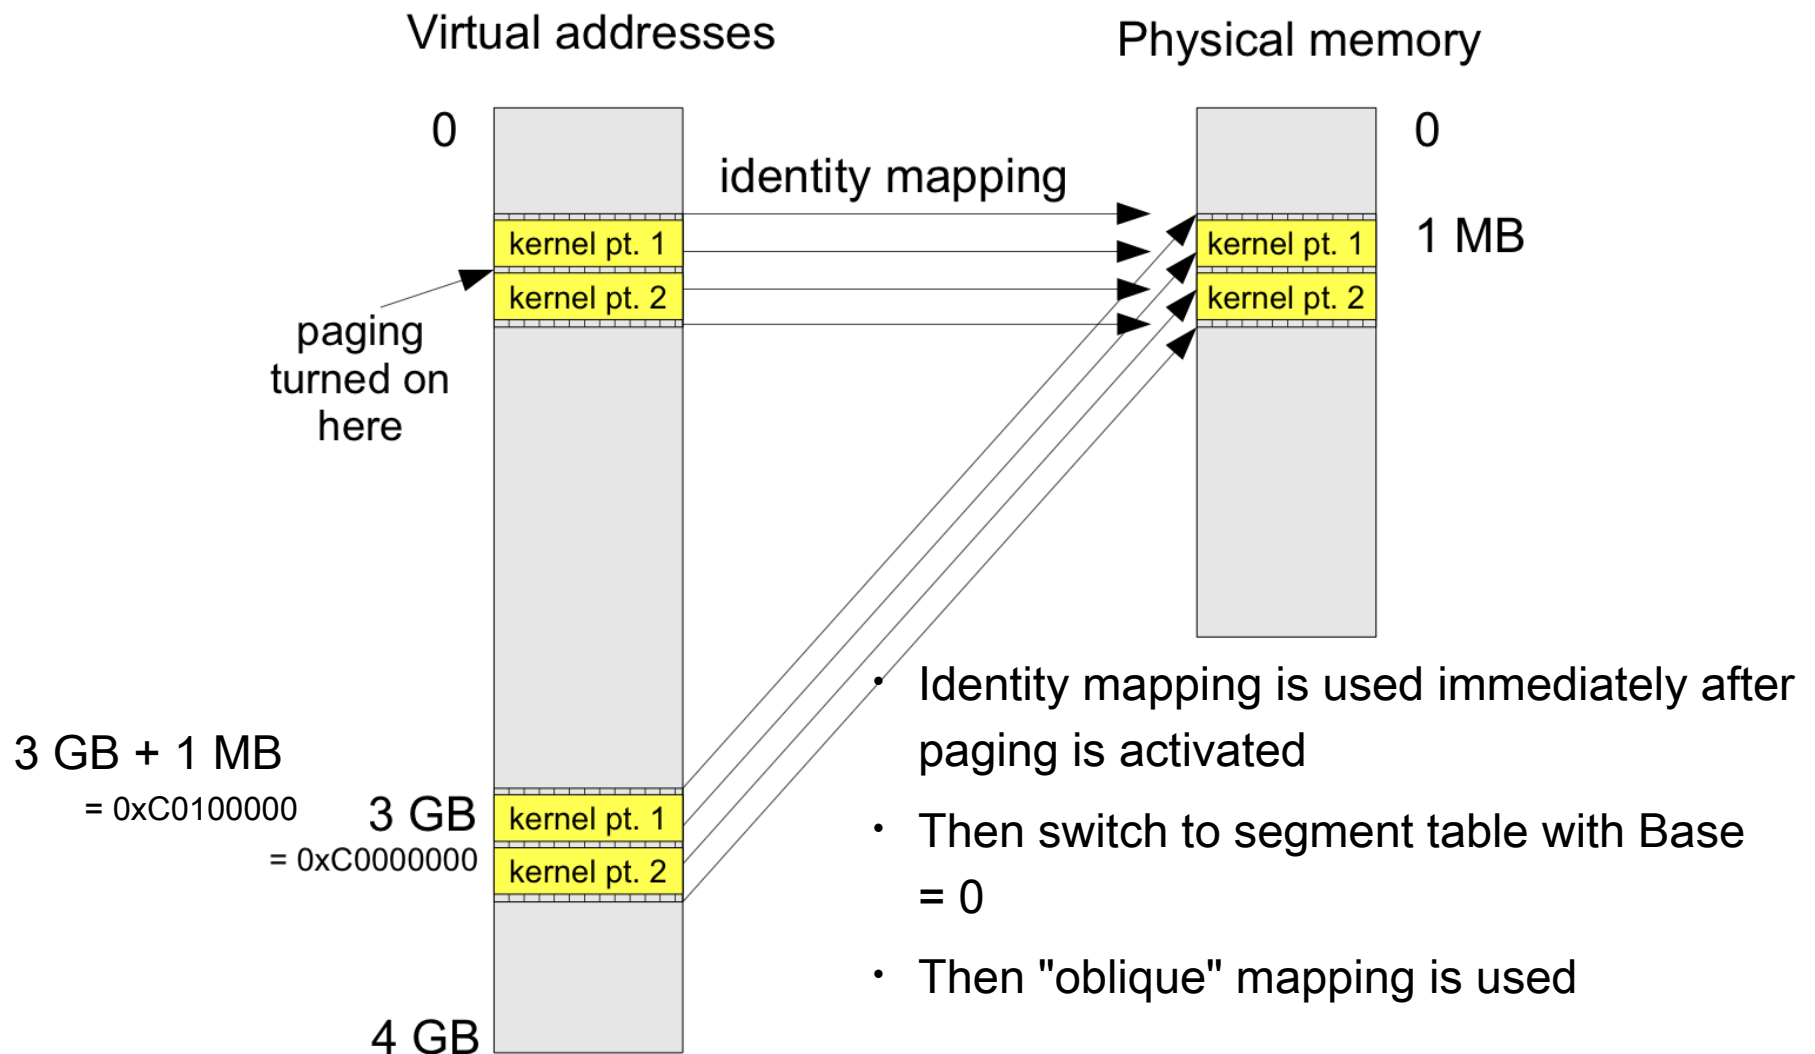 Virtual addresses
Physical memory
0
0
identity mapping
kernel pt. 1
kernel pt. 1
1 MB
kernel pt. 2
kernel pt. 2
paging
turned on
here
Identity mapping is used immediately after
paging is activated
3 GB + 1 MB
= 0xC0100000
3 GB
= 0xC0000000
kernel pt. 1
kernel pt. 2
· Then switch to segment table with Base
= 0
· Then "oblique" mapping is used
4 GB